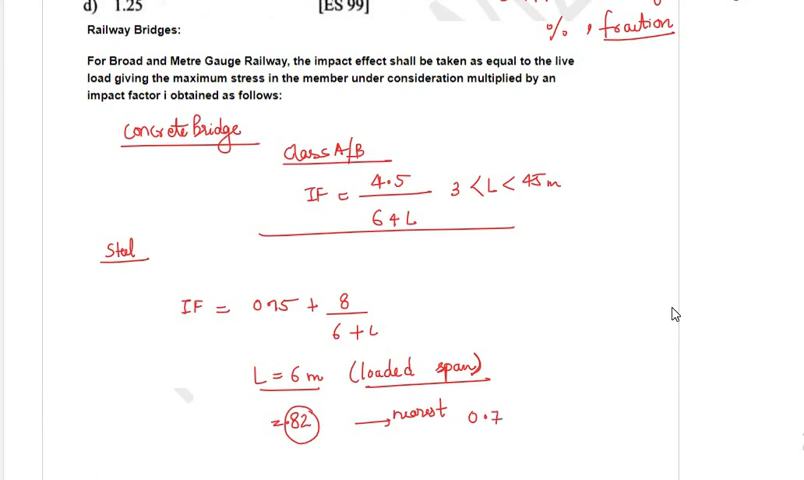 d) 1.25 [ES 99]
%, fraction
Railway Bridges:
For Broad and Metre Gauge Railway, the impact effect shall be taken as equal to the live
load giving the maximum stress in the member under consideration multiplied by an
impact factor i obtained as follows:
Concrete Bridge
Class A/B
IF = 4.5 / 6+L 3 < L < 45m
Steel
IF = 0.15 + 8 / 6+L
L = 6m (loaded span)
= .82 → nearest 0.7